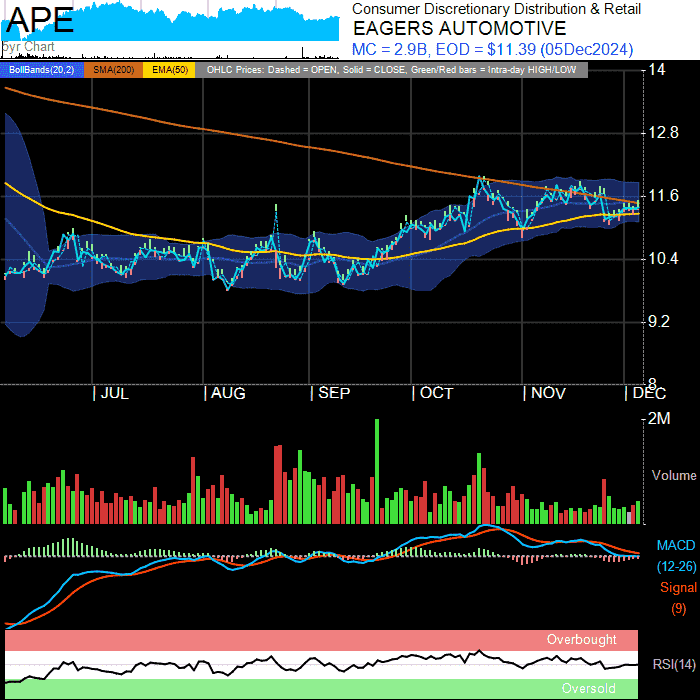 APE
5yr Chart
Consumer Discretionary Distribution & Retail
EAGERS AUTOMOTIVE
MC = 2.9B, EOD = $11.39 (05Dec2024)
BollBands(20,2) SMA(200) EMA(50) OHLC Prices: Dashed = OPEN, Solid = CLOSE, Green/Red bars = Intra-day HIGH/LOW
14
12.8
11.6
10.4
9.2
8
JUL AUG SEP OCT NOV DEC
2M
Volume
MACD
(12-26)
Signal
(9)
Overbought
RSI(14)
Oversold